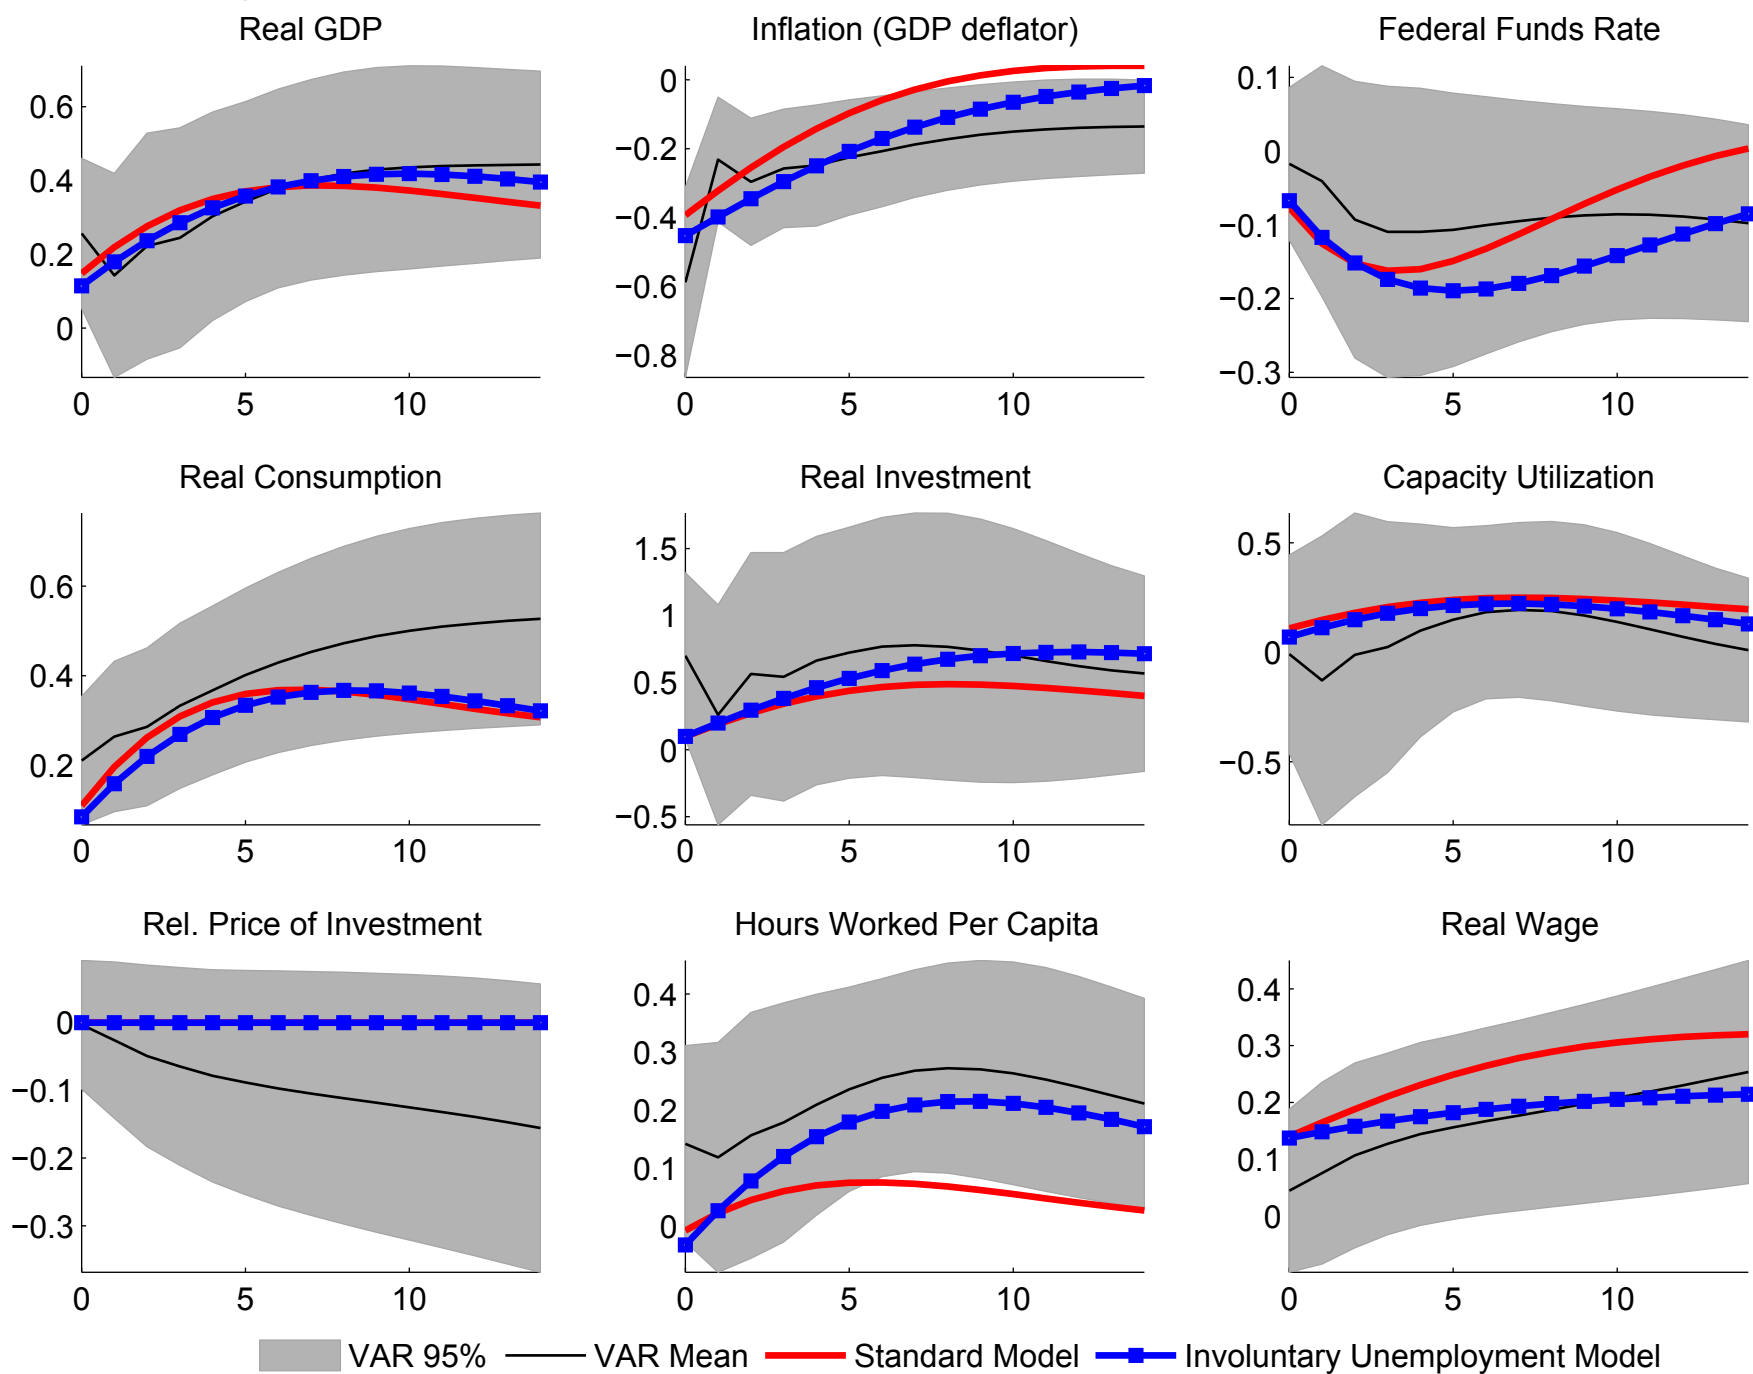 Real GDP
0.6
0.4
0.2
0
0 5 10
Inflation (GDP deflator)
0
−0.2
−0.4
−0.6
−0.8
0 5 10
Federal Funds Rate
0.1
0
−0.1
−0.2
−0.3
0 5 10
Real Consumption
0.6
0.4
0.2
0 5 10
Real Investment
1.5
1
0.5
0
−0.5
0 5 10
Capacity Utilization
0.5
0
−0.5
0 5 10
Rel. Price of Investment
0
−0.1
−0.2
−0.3
0 5 10
Hours Worked Per Capita
0.4
0.3
0.2
0.1
0
0 5 10
Real Wage
0.4
0.3
0.2
0.1
0
0 5 10
VAR 95% VAR Mean Standard Model Involuntary Unemployment Model